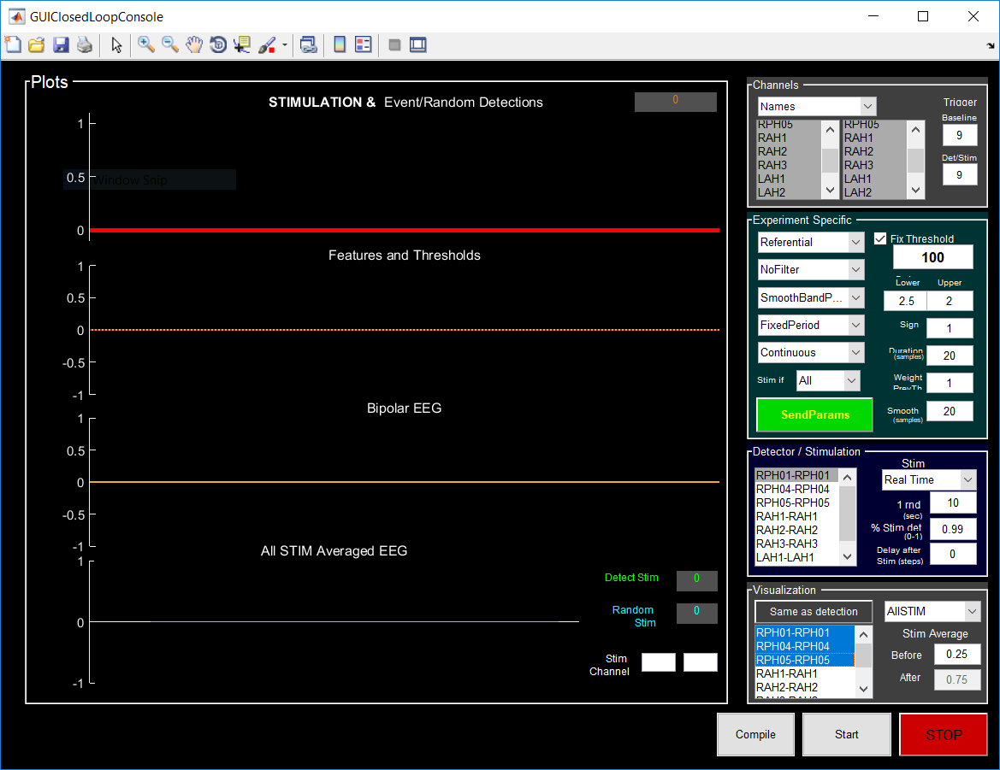 GUIClosedLoopConsole
Plots
STIMULATION & Event/Random Detections
0
1
0.5
Window Snip
0
Features and Thresholds
1
0.5
0
-0.5
-1
Bipolar EEG
1
0.5
0
-0.5
-1
All STIM Averaged EEG
1
0
-1
Detect Stim
0
Random
Stim
0
Stim
Channel
Channels
Names
Trigger
Baseline
9
Det/Stim
9
RPH05
RAH1
RAH2
RAH3
LAH1
LAH2
RPH05
RAH1
RAH2
RAH3
LAH1
LAH2
Experiment Specific
Referential
NoFilter
SmoothBandP...
FixedPeriod
Continuous
Stim if
All
SendParams
Fix Threshold
100
Lower Upper
2.5 2
Sign
1
Duration
(samples)
20
Weight
PrevTh
1
Smooth
(samples)
20
Detector / Stimulation
RPH01-RPH01
RPH04-RPH04
RPH05-RPH05
RAH1-RAH1
RAH2-RAH2
RAH3-RAH3
LAH1-LAH1
Stim
Real Time
1 rnd
(sec)
10
% Stim det
(0-1)
0.99
Delay after
Stim (steps)
0
Visualization
Same as detection
AllSTIM
RPH01-RPH01
RPH04-RPH04
RPH05-RPH05
RAH1-RAH1
RAH2-RAH2
RAH3-RAH3
Stim Average
Before
0.25
After
0.75
Compile
Start
STOP